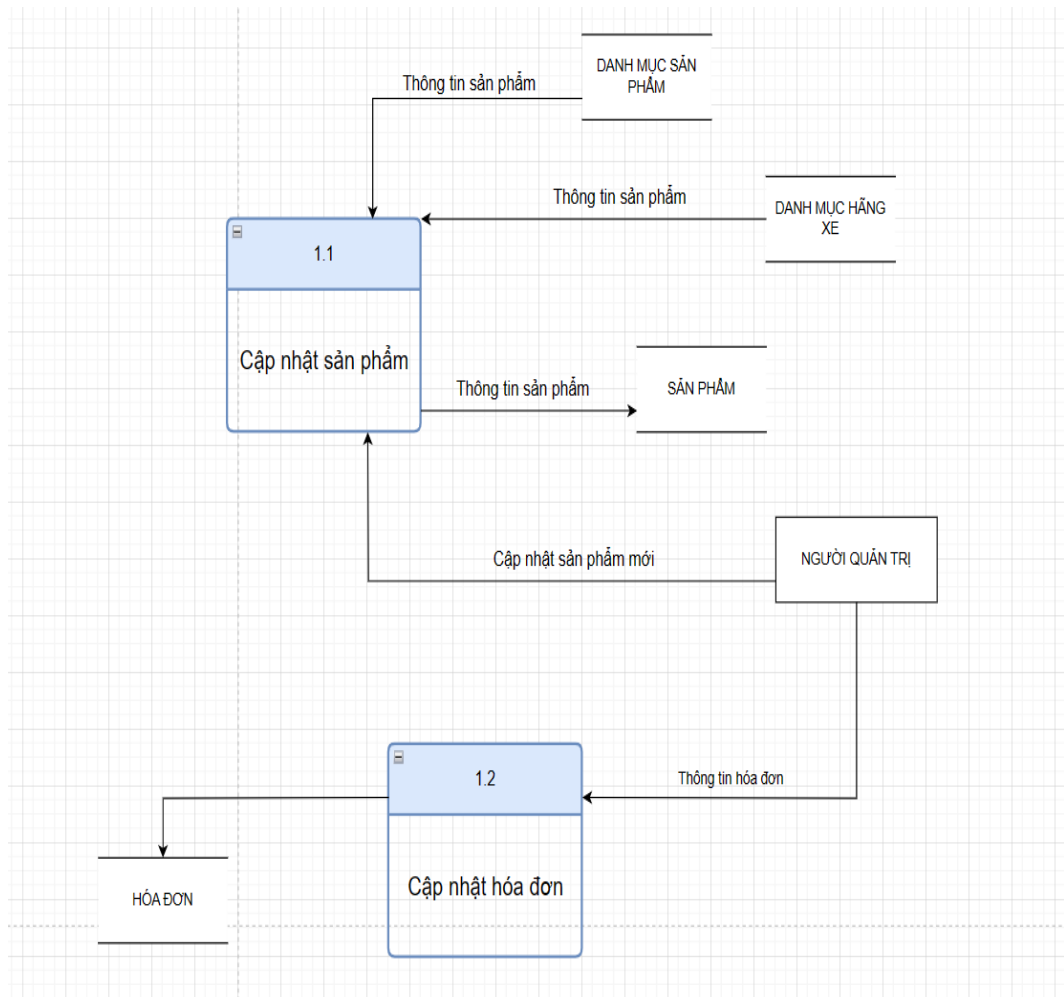 DANH MỤC SẢN
PHẨM
Thông tin sản phẩm
Thông tin sản phẩm
DANH MỤC HÃNG
XE
1.1
Cập nhật sản phẩm
Thông tin sản phẩm
SẢN PHẨM
Cập nhật sản phẩm mới
NGƯỜI QUẢN TRỊ
1.2
Thông tin hóa đơn
Cập nhật hóa đơn
HÓA ĐƠN